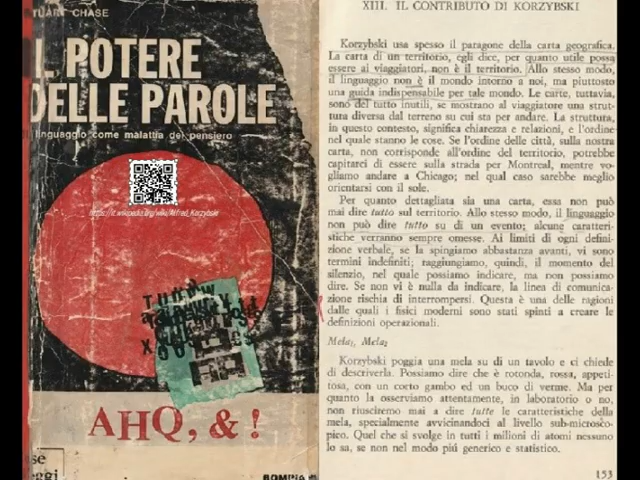 STUART CHASE
IL POTERE
DELLE PAROLE
linguaggio come malattia del pensiero
https://it.wikipedia.org/wiki/Alfred_Korzybski
AHQ, & !
BOMPIA
XIII. IL CONTRIBUTO DI KORZYBSKI
Korzybski usa spesso il paragone della carta geografica.
La carta di un territorio, egli dice, per quanto utile possa
essere ai viaggiatori, non è il territorio. Allo stesso modo,
il linguaggio non è il mondo intorno a noi, ma piuttosto
una guida indispensabile per tale mondo. Le carte, tuttavia,
sono del tutto inutili, se mostrano al viaggiatore una strut-
tura diversa dal terreno su cui sta per andare. La struttura,
in questo contesto, significa chiarezza e relazioni, e l'ordine
nel quale stanno le cose. Se l'ordine delle città, sulla nostra
carta, non corrisponde all'ordine del territorio, potrebbe
capitarci di essere sulla strada per Montreal, mentre vo-
gliamo andare a Chicago; nel qual caso sarebbe meglio
orientarsi con il sole.
Per quanto dettagliata sia una carta, essa non può
mai dire tutto sul territorio. Allo stesso modo, il linguaggio
non può dire tutto su di un evento; alcune caratteri-
stiche verranno sempre omesse. Ai limiti di ogni defini-
zione verbale, se la spingiamo abbastanza avanti, vi sono
termini indefiniti; raggiungiamo, quindi, il momento del
silenzio, nel quale possiamo indicare, ma non possiamo
dire. Se non vi è nulla da indicare, la linea di comunica-
zione rischia di interrompersi. Questa è una delle ragioni
dalle quali i fisici moderni sono stati spinti a creare le
definizioni operazionali.
Mela₁, Mela₂
Korzybski poggia una mela su di un tavolo e ci chiede
di descriverla. Possiamo dire che è rotonda, rossa, appeti-
tosa, con un corto gambo ed un buco di verme. Ma per
quanto la osserviamo attentamente, in laboratorio o no,
non riusciremo mai a dire tutte le caratteristiche della
mela, specialmente avvicinandoci al livello sub-microsco-
pico. Quel che si svolge in tutti i milioni di atomi nessuno
lo sa, se non nel modo più generico e statistico.
153